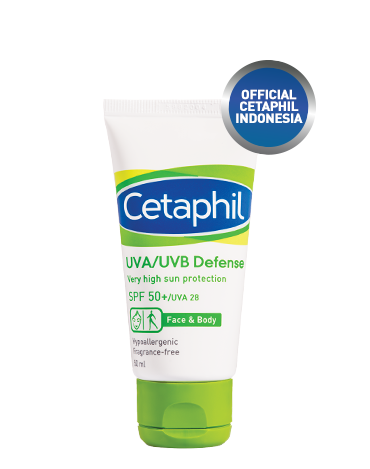 OFFICIAL
CETAPHIL
INDONESIA
Cetaphil
UVA/UVB Defense
Very high sun protection
SPF 50+/UVA 28
Face & Body
Hypoallergenic
Fragrance-free
50 ml